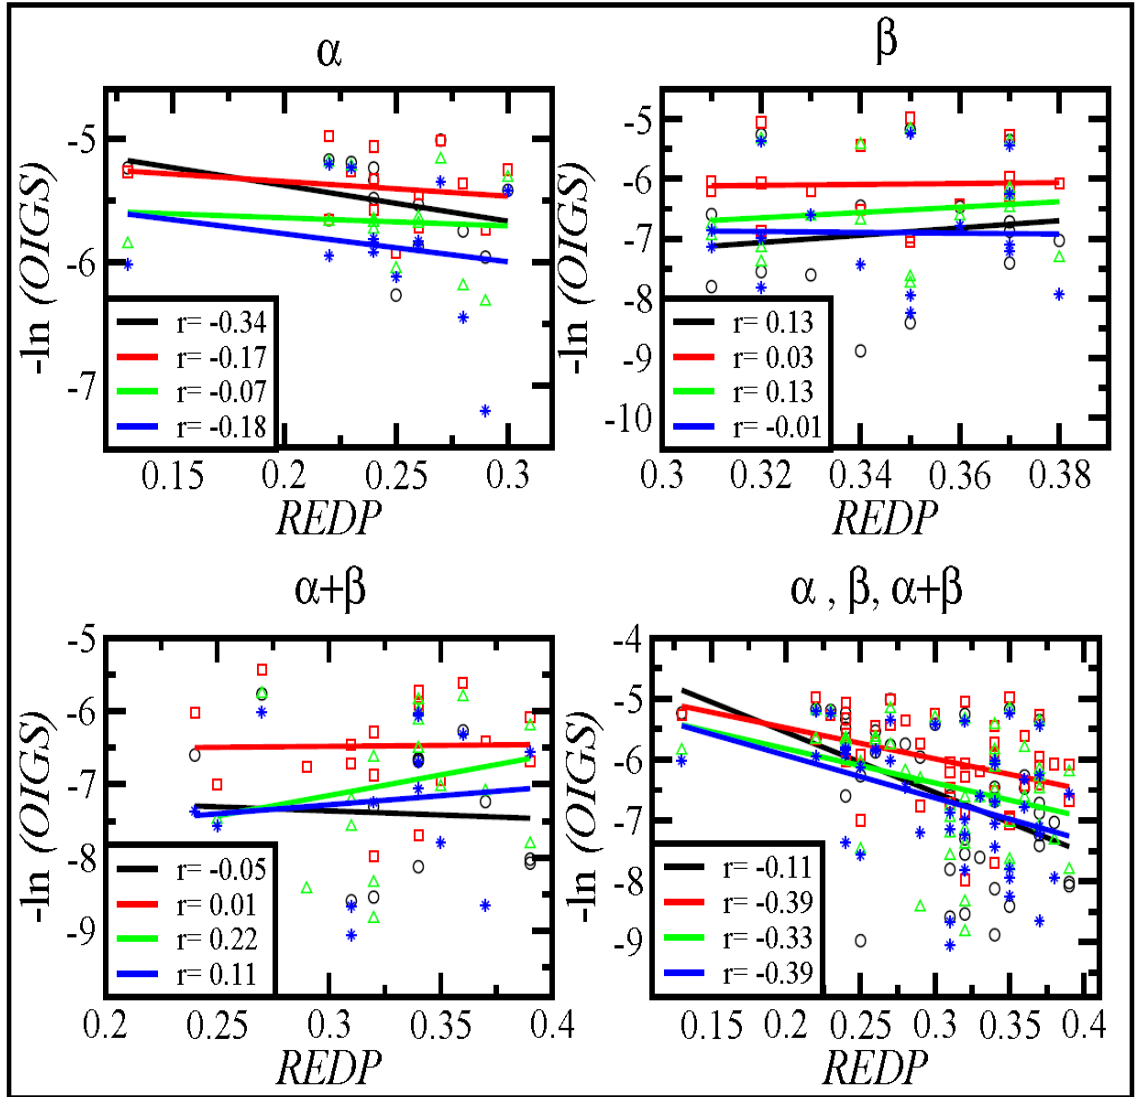 α
-ln (OIGS)
-5
-6
-7
r= -0.34
r= -0.17
r= -0.07
r= -0.18
0.15 0.2 0.25 0.3
REDP
β
-ln (OIGS)
-5
-6
-7
-8
-9
-10
r= 0.13
r= 0.03
r= 0.13
r= -0.01
0.3 0.32 0.34 0.36 0.38
REDP
α+β
-ln (OIGS)
-5
-6
-7
-8
-9
r= -0.05
r= 0.01
r= 0.22
r= 0.11
0.2 0.25 0.3 0.35 0.4
REDP
α , β, α+β
-ln (OIGS)
-4
-5
-6
-7
-8
-9
r= -0.11
r= -0.39
r= -0.33
r= -0.39
0.15 0.2 0.25 0.3 0.35 0.4
REDP